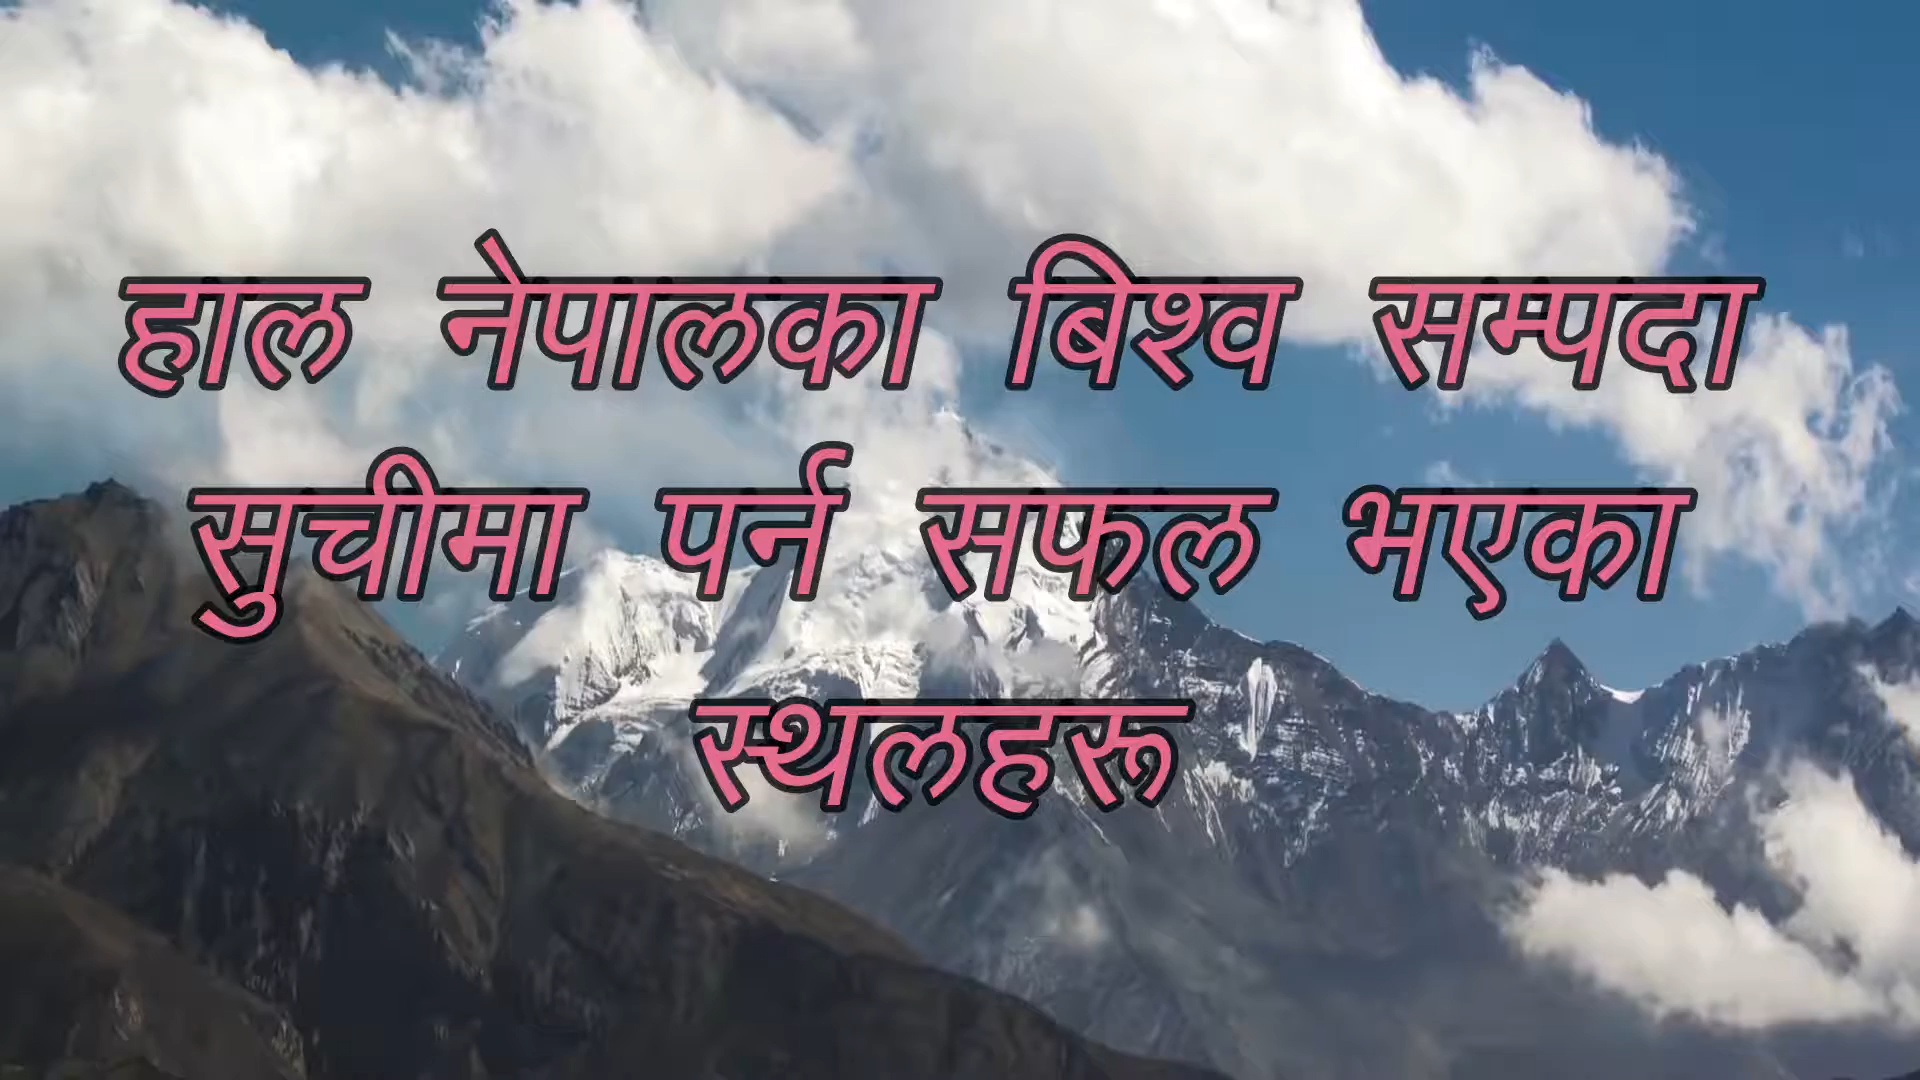 हाल नेपालका बिश्व सम्पदा
सुचीमा पर्न सफल भएका
स्थलहरू